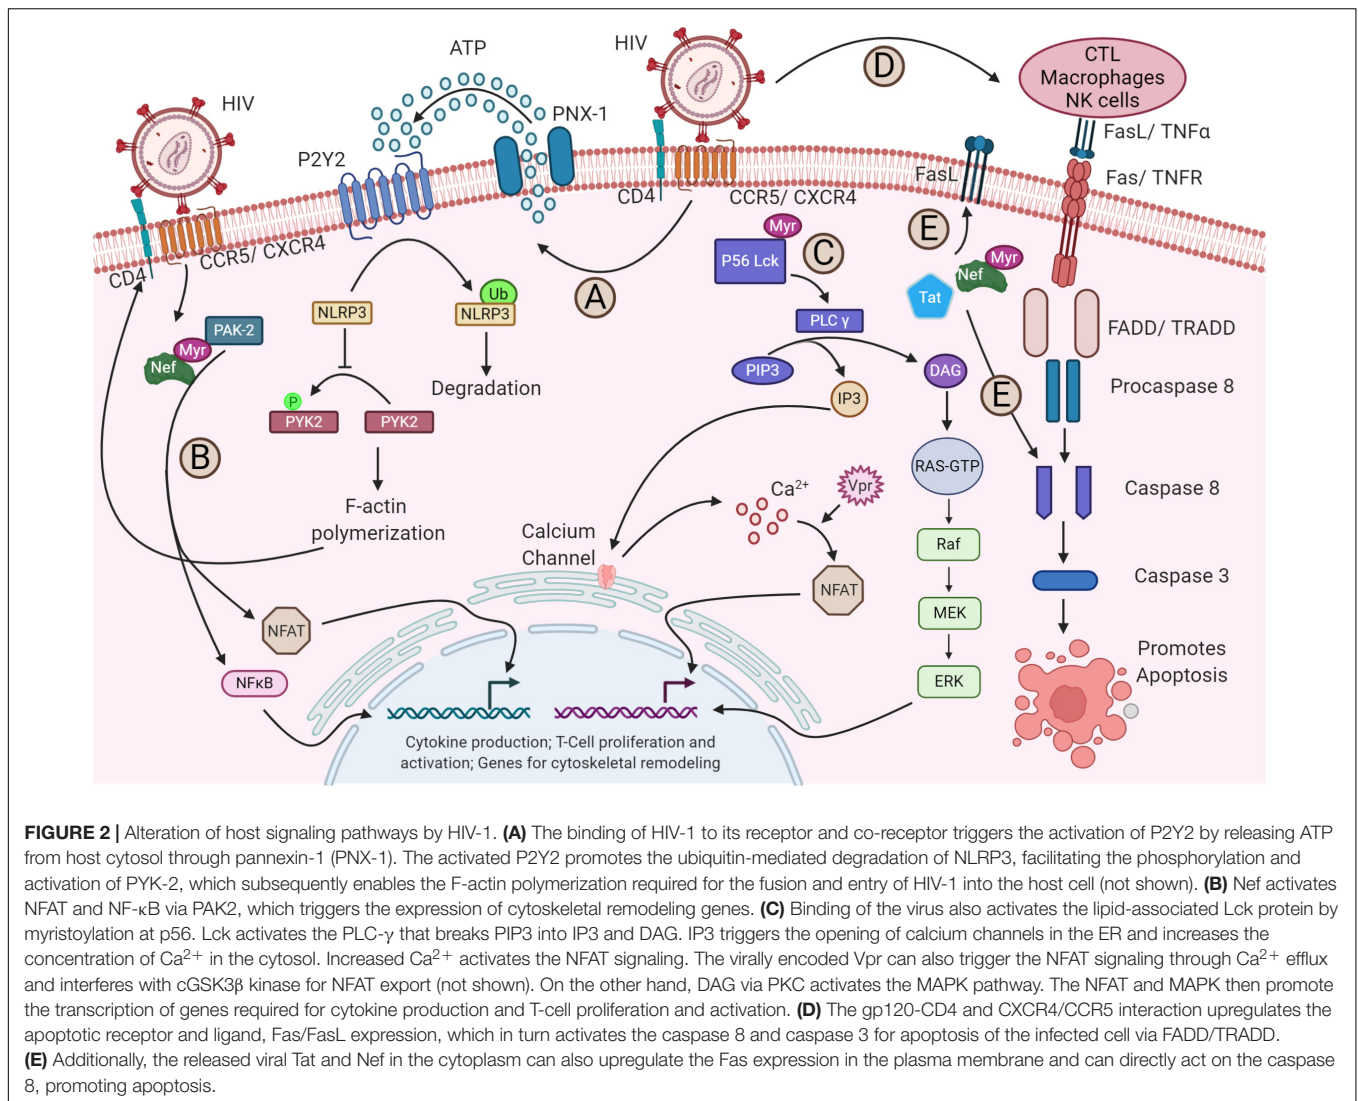 ATP
HIV
D
CTL
Macrophages
NK cells
HIV
PNX-1
P2Y2
FasL/ TNFα
FasL
Fas/ TNFR
CD4
CCR5/ CXCR4
CD4
CCR5/ CXCR4
Myr
P56 Lck
C
E
Nef
Myr
Tat
A
Ub
NLRP3
NLRP3
PLC γ
FADD/ TRADD
PAK-2
Myr
Nef
Degradation
PIP3
DAG
IP3
E
Procaspase 8
P
PYK2
PYK2
B
RAS-GTP
Caspase 8
Ca2+
Vpr
F-actin
polymerization
Calcium
Channel
Raf
Caspase 3
NFAT
NFAT
MEK
Promotes
Apoptosis
NFκB
ERK
Cytokine production; T-Cell proliferation and
activation; Genes for cytoskeletal remodeling
FIGURE 2 | Alteration of host signaling pathways by HIV-1. (A) The binding of HIV-1 to its receptor and co-receptor triggers the activation of P2Y2 by releasing ATP
from host cytosol through pannexin-1 (PNX-1). The activated P2Y2 promotes the ubiquitin-mediated degradation of NLRP3, facilitating the phosphorylation and
activation of PYK-2, which subsequently enables the F-actin polymerization required for the fusion and entry of HIV-1 into the host cell (not shown). (B) Nef activates
NFAT and NF-κB via PAK2, which triggers the expression of cytoskeletal remodeling genes. (C) Binding of the virus also activates the lipid-associated Lck protein by
myristoylation at p56. Lck activates the PLC-γ that breaks PIP3 into IP3 and DAG. IP3 triggers the opening of calcium channels in the ER and increases the
concentration of Ca2+ in the cytosol. Increased Ca2+ activates the NFAT signaling. The virally encoded Vpr can also trigger the NFAT signaling through Ca2+ efflux
and interferes with cGSK3β kinase for NFAT export (not shown). On the other hand, DAG via PKC activates the MAPK pathway. The NFAT and MAPK then promote
the transcription of genes required for cytokine production and T-cell proliferation and activation. (D) The gp120-CD4 and CXCR4/CCR5 interaction upregulates the
apoptotic receptor and ligand, Fas/FasL expression, which in turn activates the caspase 8 and caspase 3 for apoptosis of the infected cell via FADD/TRADD.
(E) Additionally, the released viral Tat and Nef in the cytoplasm can also upregulate the Fas expression in the plasma membrane and can directly act on the caspase
8, promoting apoptosis.